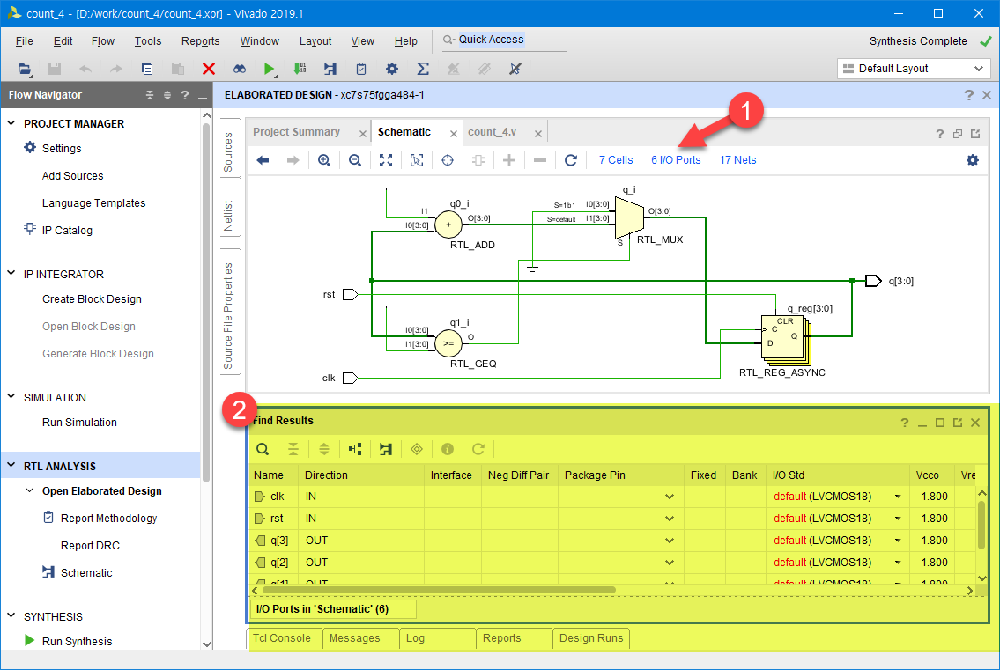 count_4 - [D:/work/count_4/count_4.xpr] - Vivado 2019.1
File Edit Flow Tools Reports Window Layout View Help Quick Access Synthesis Complete
Default Layout
Flow Navigator
PROJECT MANAGER
Settings
Add Sources
Language Templates
IP Catalog
IP INTEGRATOR
Create Block Design
Open Block Design
Generate Block Design
SIMULATION
Run Simulation
RTL ANALYSIS
Open Elaborated Design
Report Methodology
Report DRC
Schematic
SYNTHESIS
Run Synthesis
ELABORATED DESIGN - xc7s75fgga484-1
Sources
Netlist
Source File Properties
Project Summary Schematic count_4.v
1
7 Cells 6 I/O Ports 17 Nets
q0_i
I1
I0[3:0]
+
O[3:0]
RTL_ADD
q_i
S=1'b1 I0[3:0]
S=default I1[3:0]
O[3:0]
S
RTL_MUX
rst
q[3:0]
q1_i
I0[3:0]
I1[3:0]
>=
O
RTL_GEQ
q_reg[3:0]
CLR
C
D
Q
RTL_REG_ASYNC
clk
2
Find Results
Name Direction Interface Neg Diff Pair Package Pin Fixed Bank I/O Std Vcco Vre
clk IN default (LVCMOS18) 1.800
rst IN default (LVCMOS18) 1.800
q[3] OUT default (LVCMOS18) 1.800
q[2] OUT default (LVCMOS18) 1.800
q[1] OUT default (LVCMOS18) 1.800
I/O Ports in 'Schematic' (6)
Tcl Console Messages Log Reports Design Runs